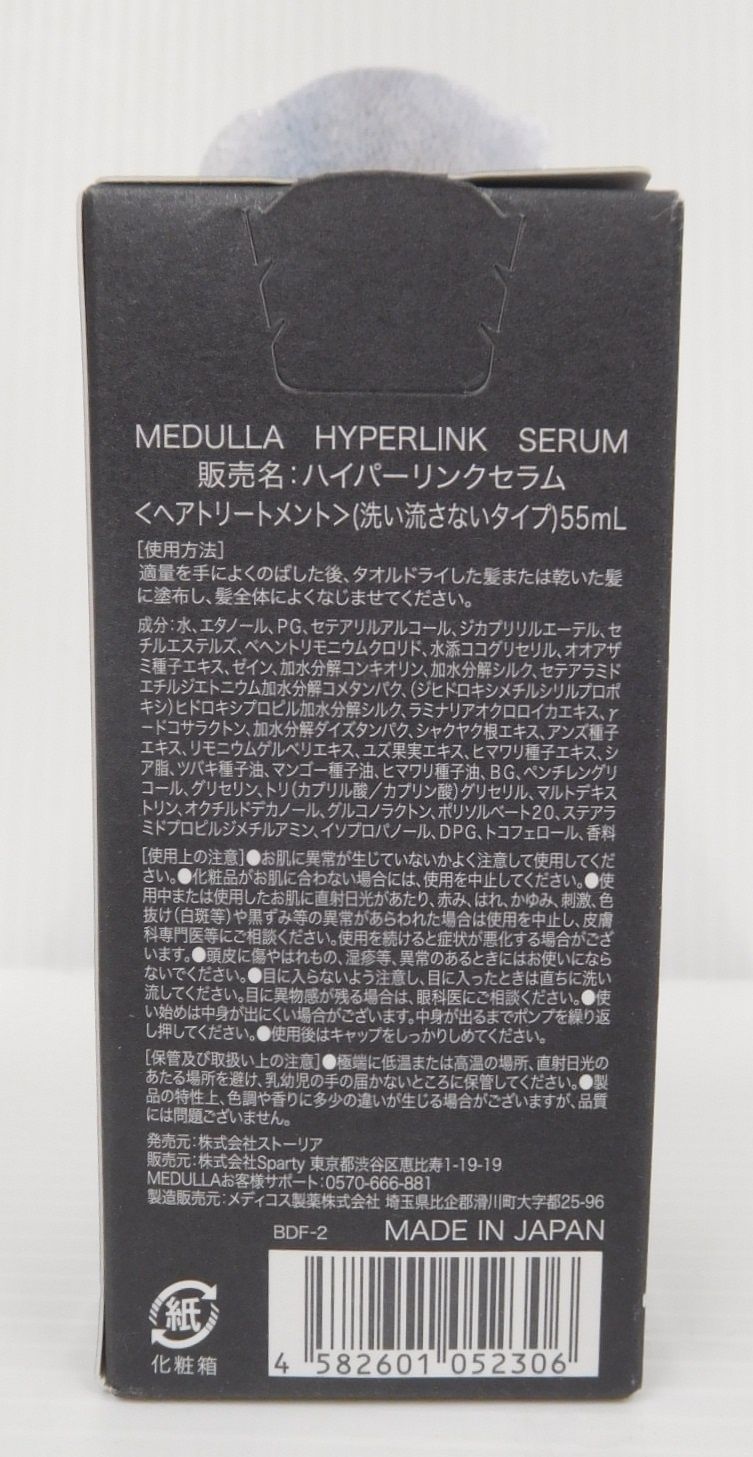 MEDULLA HYPERLINK SERUM
販売名:ハイパーリンクセラム
<ヘアトリートメント>(洗い流さないタイプ)55mL
[使用方法]
適量を手によくのばした後、タオルドライした髪または乾いた髪
に塗布し、髪全体によくなじませてください。
成分:水、エタノール、PG、セテアリルアルコール、ジカプリリルエーテル、セ
チルエステルズ、ベヘントリモニウムクロリド、水添ココグリセリル、オオアザ
ミ種子エキス、ゼイン、加水分解コンキオリン、加水分解シルク、セテアラミド
エチルジエトニウム加水分解コメタンパク、(ジヒドロキシメチルシリルプロポ
キシ)ヒドロキシプロピル加水分解シルク、ラミナリアオクロロイカエキス、γ
ードコサラクトン、加水分解ダイズタンパク、シャクヤク根エキス、アンズ種子
エキス、リモニウムゲルベリエキス、ユズ果実エキス、ヒマワリ種子エキス、シ
ア脂、ツバキ種子油、マンゴー種子油、ヒマワリ種子油、BG、ペンチレングリ
コール、グリセリン、トリ(カプリル酸/カプリン酸)グリセリル、マルトデキス
トリン、オクチルドデカノール、グルコノラクトン、ポリソルベート20、ステアラ
ミドプロピルジメチルアミン、イソプロパノール、DPG、トコフェロール、香料
[使用上の注意]●お肌に異常が生じていないかよく注意して使用してくだ
さい。●化粧品がお肌に合わない場合には、使用を中止してください。●使
用中または使用したお肌に直射日光があたり、赤み、はれ、かゆみ、刺激、色
抜け(白斑等)や黒ずみ等の異常があらわれた場合は使用を中止し、皮膚
科専門医等にご相談ください。使用を続けると症状が悪化する場合がござ
います。●頭皮に傷やはれもの、湿疹等、異常のあるときにはお使いになら
ないでください。●目に入らないよう注意し、目に入ったときは直ちに洗い
流してください。目に異物感が残る場合は、眼科医にご相談ください。●使
い始めは中身が出にくい場合がございます。中身が出るまでポンプを繰り返
し押してください。●使用後はキャップをしっかりしめてください。
[保管及び取扱い上の注意]●極端に低温または高温の場所、直射日光の
あたる場所を避け、乳幼児の手の届かないところに保管してください。●製
品の特性上、色調や香りに多少の違いが生じる場合がございますが、品質
には問題ございません。
発売元:株式会社ストーリア
販売元:株式会社Sparty 東京都渋谷区恵比寿1-19-19
MEDULLAお客様サポート:0570-666-881
製造販売元:メディコス製薬株式会社 埼玉県比企郡滑川町大字都25-96
BDF-2 MADE IN JAPAN
紙
化粧箱
4 582601 052306